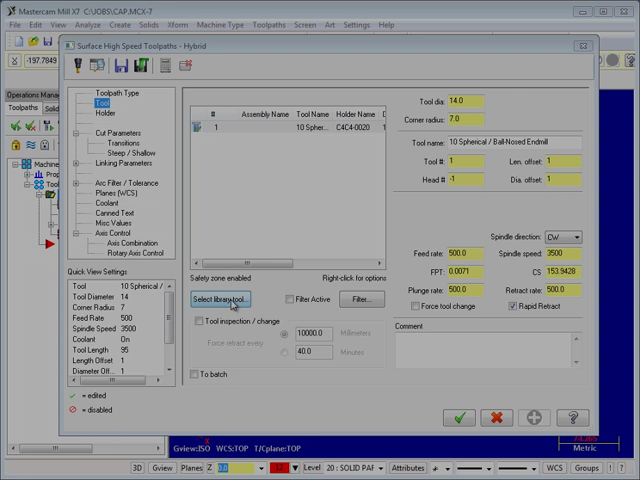 Mastercam Mill X7 C:\JOBS\CAP.MCX-7
File Edit View Analyze Create Solids Xform Machine Type Toolpaths Screen Art Settings Help
-197.7849
Surface High Speed Toolpaths - Hybrid
Operations Mana
Toolpaths Solid
Machine
Prop
Tool
Toolpath Type
Tool
Holder
Cut Parameters
Transitions
Steep / Shallow
Linking Parameters
Arc Filter / Tolerance
Planes (WCS)
Coolant
Canned Text
Misc Values
Axis Control
Axis Combination
Rotary Axis Control
Quick View Settings
Tool 10 Spherical /
Tool Diameter 14
Corner Radius 7
Feed Rate 500
Spindle Speed 3500
Coolant On
Tool Length 95
Length Offset 1
Diameter Off... 1
= edited
= disabled
# Assembly Name Tool Name Holder Name C
1 10 Spher... C4C4-0020 1
Safety zone enabled Right-click for options
Select library tool... Filter Active Filter...
Tool inspection / change
Force retract every 10000.0 Millimeters
40.0 Minutes
To batch
Tool dia: 14.0
Corner radius: 7.0
Tool name: 10 Spherical / Ball-Nosed Endmill
Tool #: 1 Len. offset: 1
Head # -1 Dia. offset: 1
Spindle direction: CW
Feed rate: 500.0 Spindle speed: 3500
FPT: 0.0071 CS 153.9428
Plunge rate: 500.0 Retract rate: 500.0
Force tool change Rapid Retract
Comment
Gview:ISO WCS:TOP T/Cplane:TOP
Metric
3D Gview Planes Z 0.0 12 Level 20 : SOLID PAR Attributes WCS Groups ! ?